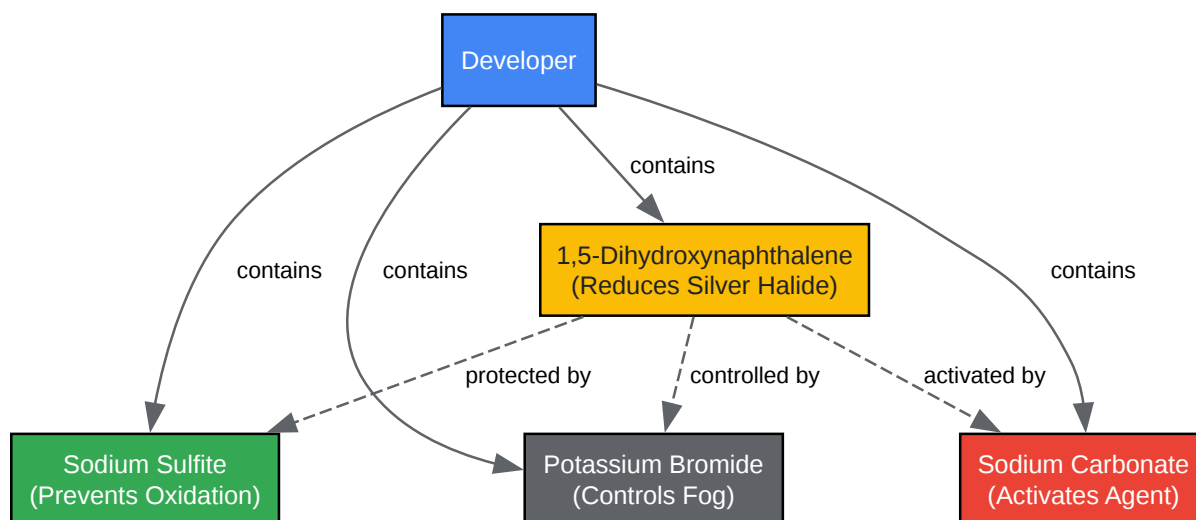 Developer
contains
1,5-Dihydroxynaphthalene
(Reduces Silver Halide)
contains
contains
contains
protected by
controlled by
activated by
Sodium Sulfite
(Prevents Oxidation)
Potassium Bromide
(Controls Fog)
Sodium Carbonate
(Activates Agent)